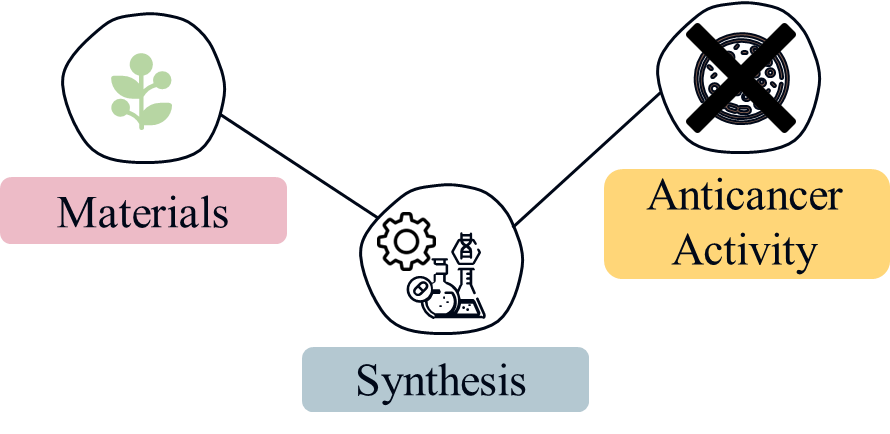 Materials
Anticancer
Activity
Synthesis